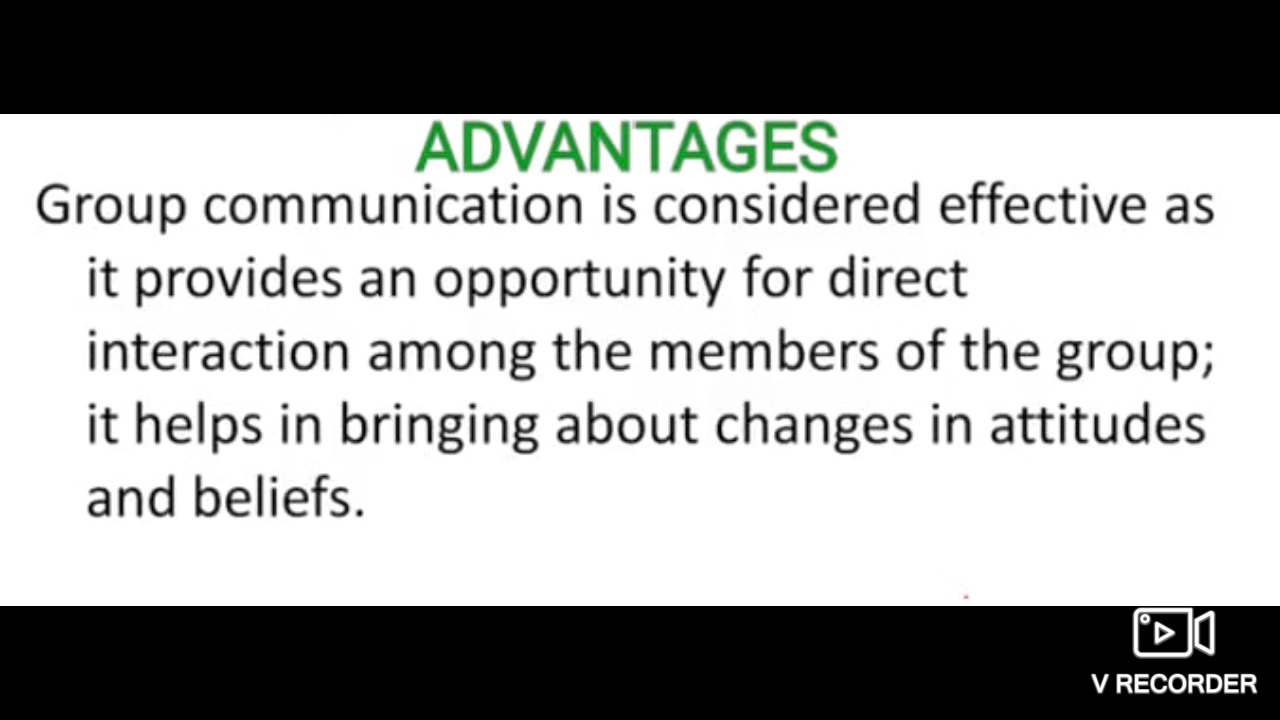 ADVANTAGES
Group communication is considered effective as
it provides an opportunity for direct
interaction among the members of the group;
it helps in bringing about changes in attitudes
and beliefs.
V RECORDER